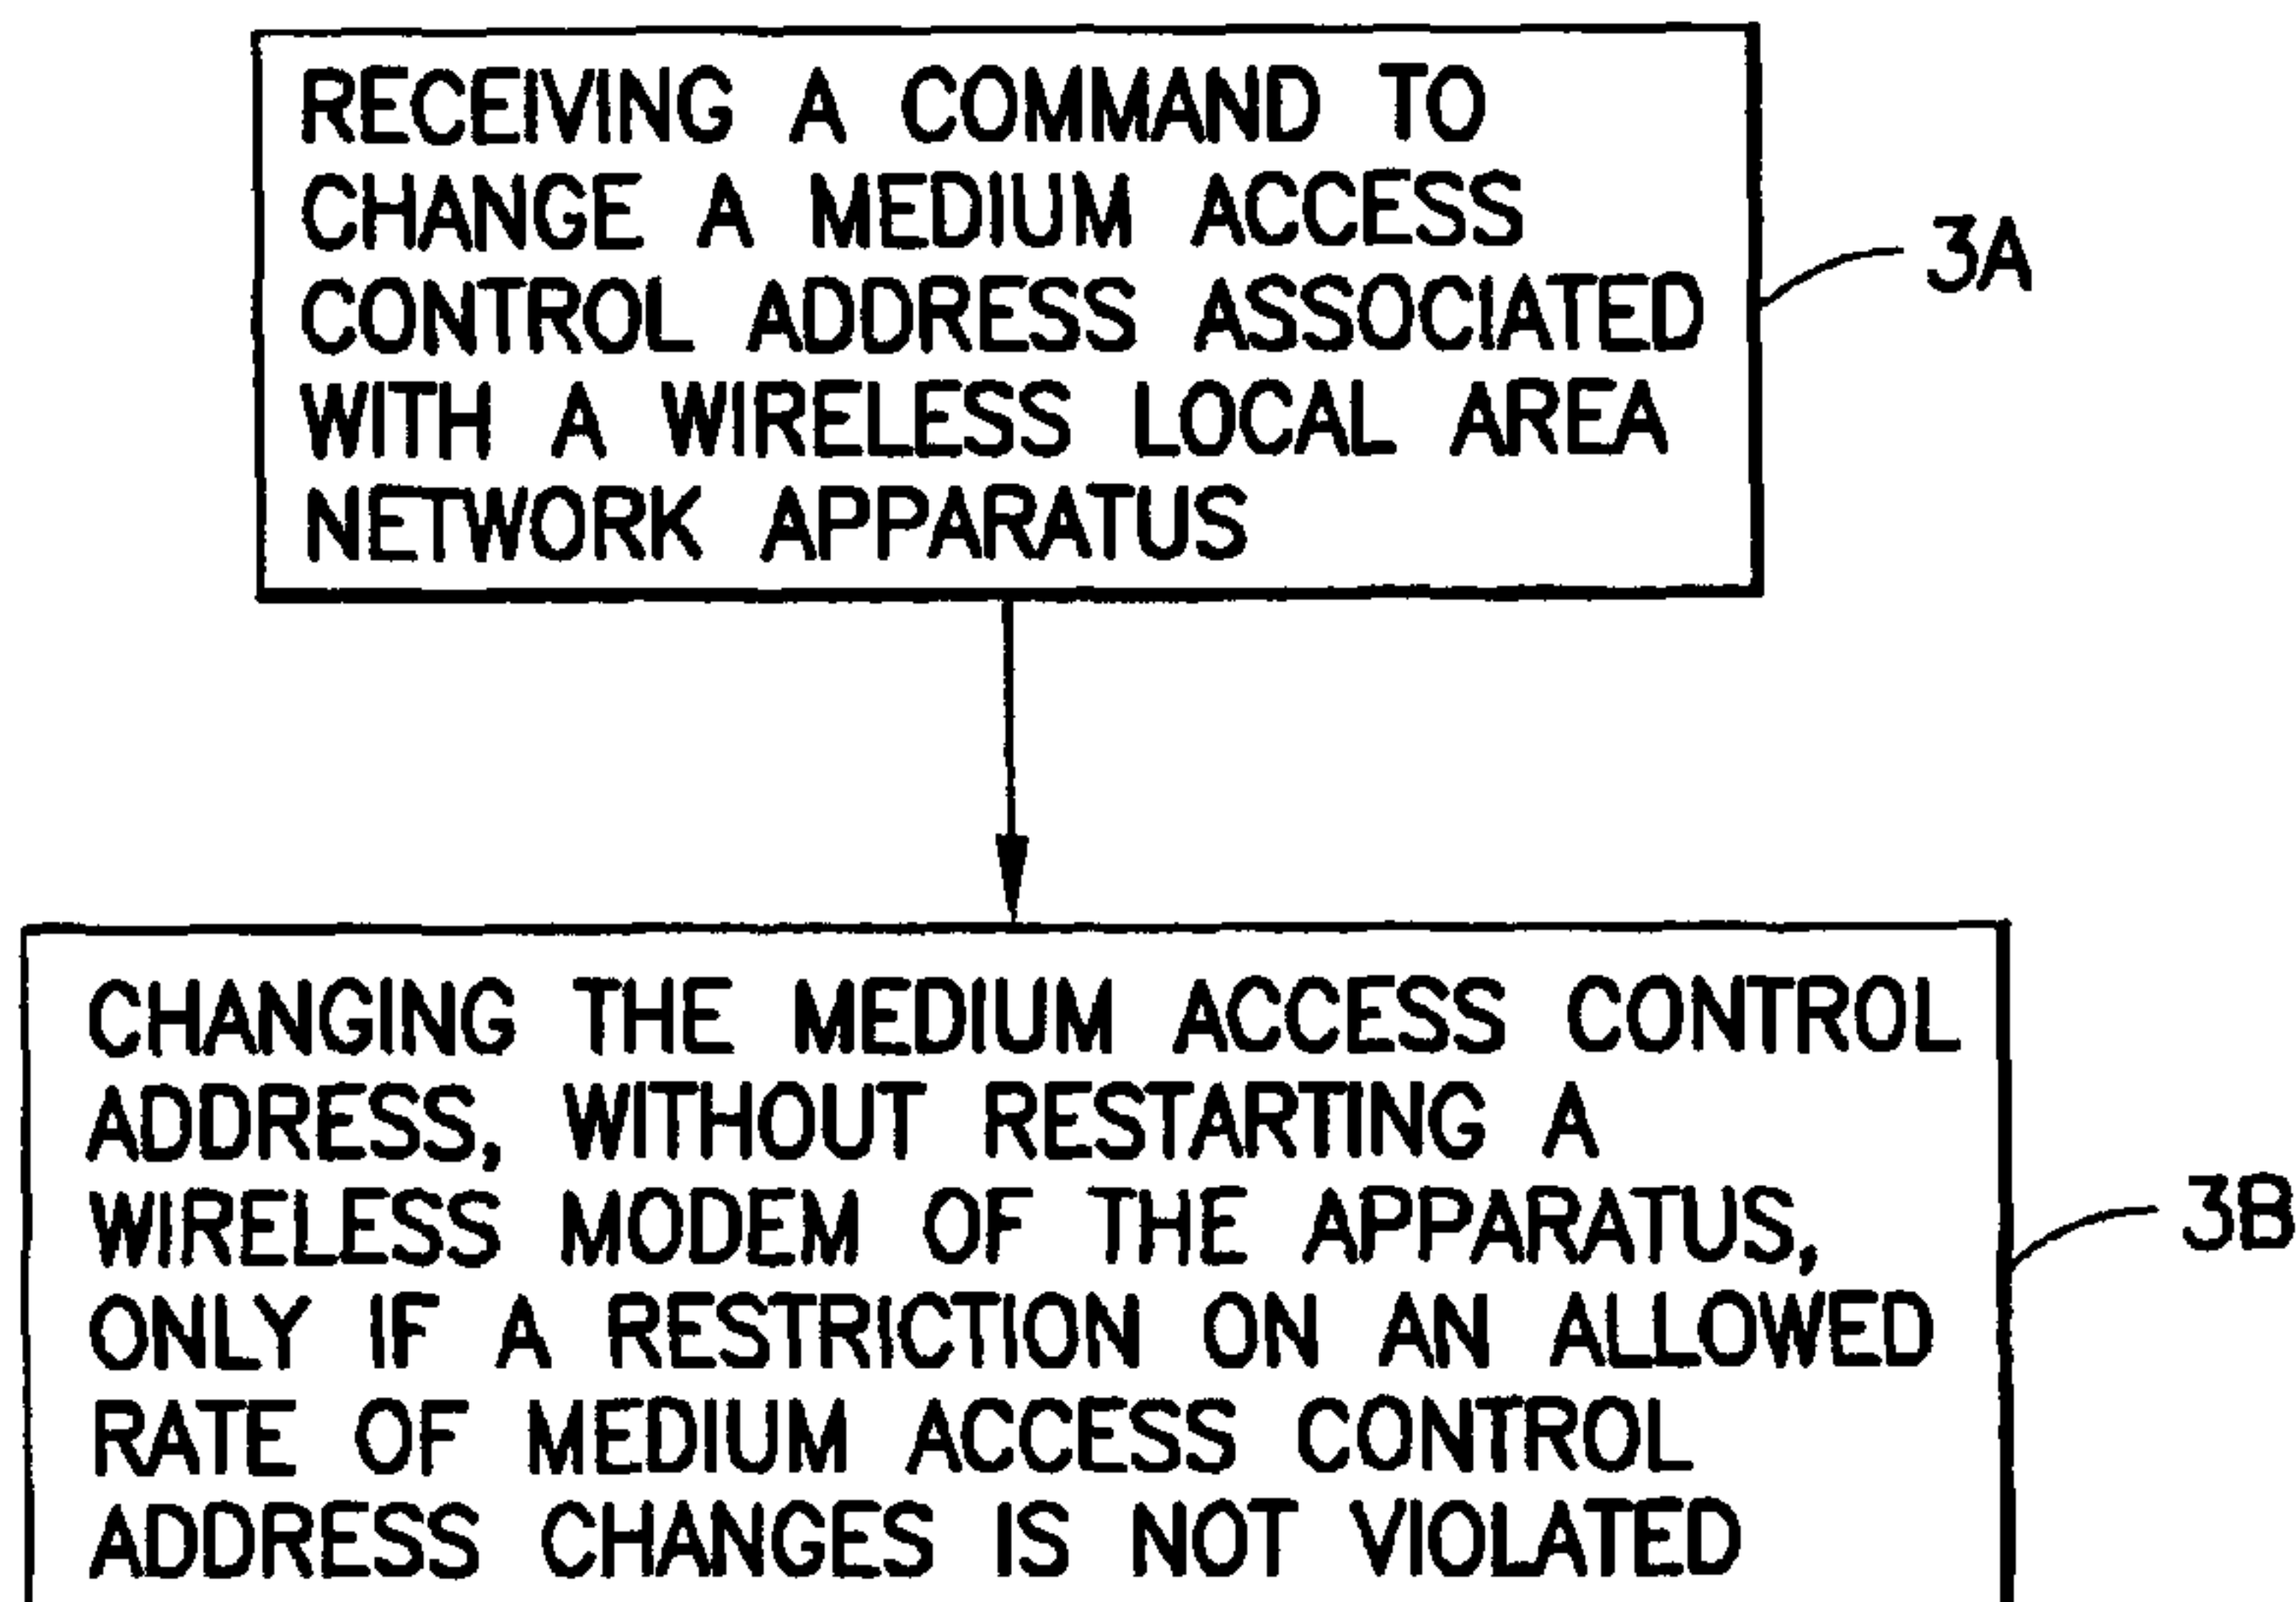 RECEIVING A COMMAND TO
CHANGE A MEDIUM ACCESS
CONTROL ADDRESS ASSOCIATED
WITH A WIRELESS LOCAL AREA
NETWORK APPARATUS
3A
CHANGING THE MEDIUM ACCESS CONTROL
ADDRESS, WITHOUT RESTARTING A
WIRELESS MODEM OF THE APPARATUS,
ONLY IF A RESTRICTION ON AN ALLOWED
RATE OF MEDIUM ACCESS CONTROL
ADDRESS CHANGES IS NOT VIOLATED
3B